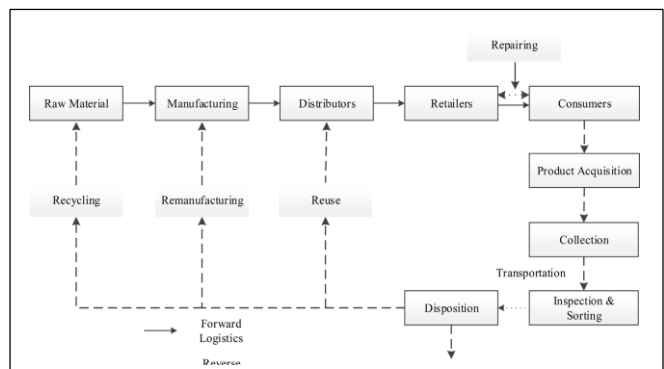 Repairing
Raw Material
Manufacturing
Distributors
Retailers
Consumers
Product Acquisition
Recycling
Remanufacturing
Reuse
Collection
Transportation
Disposition
Inspection &
Sorting
Forward
Logistics
Reverse